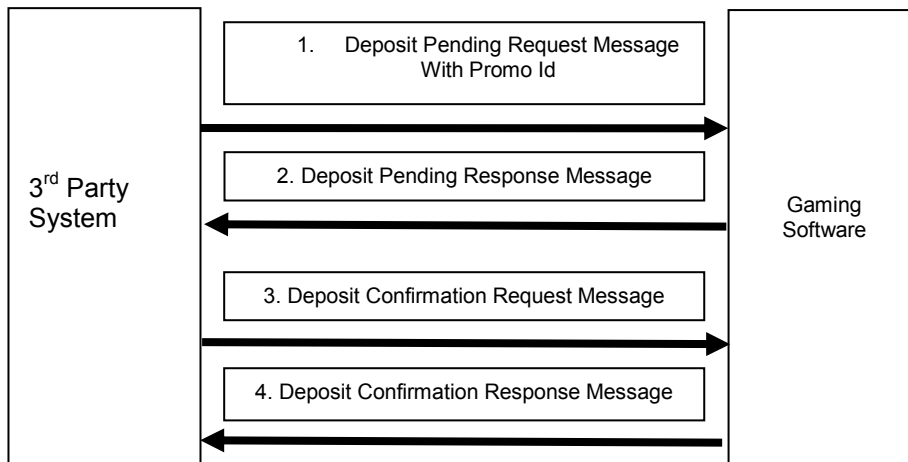 1. Deposit Pending Request Message
With Promo Id
2. Deposit Pending Response Message
3rd Party
System
Gaming
Software
3. Deposit Confirmation Request Message
4. Deposit Confirmation Response Message